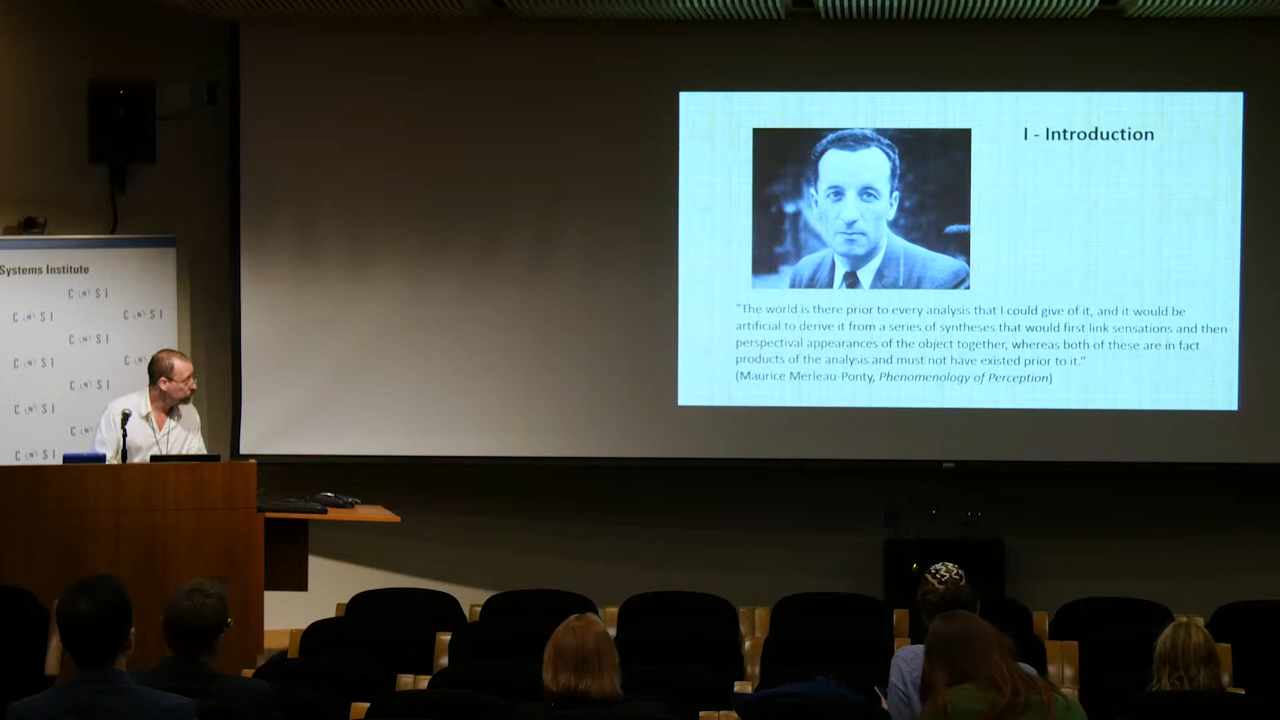 I - Introduction
"The world is there prior to every analysis that I could give of it, and it would be
artificial to derive it from a series of syntheses that would first link sensations and then
perspectival appearances of the object together, whereas both of these are in fact
products of the analysis and must not have existed prior to it."
(Maurice Merleau-Ponty, Phenomenology of Perception)
Systems Institute
C (N) S I
C (N) S I
C (N) S I
C (N) S I
C (N) S I
C (N) S I
C (N) S I
C (N) S I